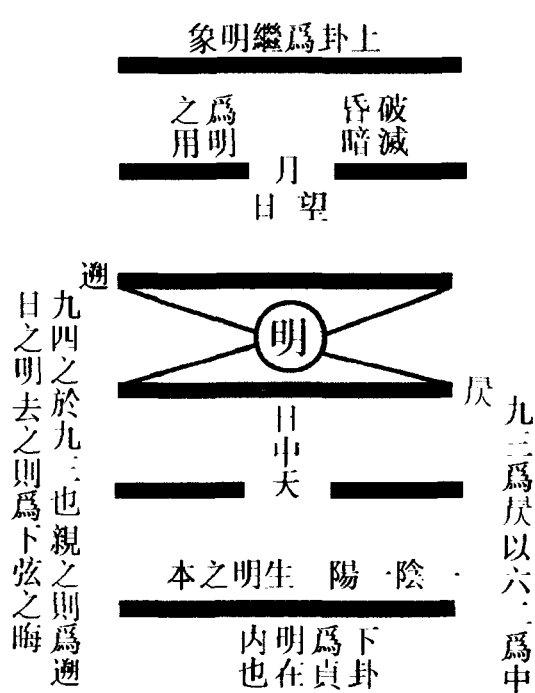 上卦爲繼明象
破滅
昏暗
爲明
之用
月
望日
遡
明
昃
日中天
九三爲昃以六二爲中
九四之於九三也親之則爲遡
日之明去之則爲下弦之晦
一陰一陽生明之本
下卦
爲貞
明在
内也